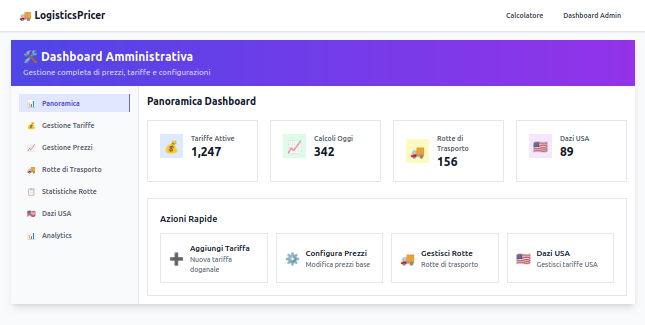 LogisticsPricer
Calcolatore
Dashboard Admin
Dashboard Amministrativa
Gestione completa di prezzi, tariffe e configurazioni
Panoramica
Gestione Tariffe
Gestione Prezzi
Rotte di Trasporto
Statistiche Rotte
Dazi USA
Analytics
Panoramica Dashboard
Tariffe Attive
1,247
Calcoli Oggi
342
Rotte di
Trasporto
156
Dazi USA
89
Azioni Rapide
Aggiungi Tariffa
Nuova tariffa
doganale
Configura Prezzi
Modifica prezzi base
Gestisci Rotte
Rotte di trasporto
Dazi USA
Gestisci tariffe USA